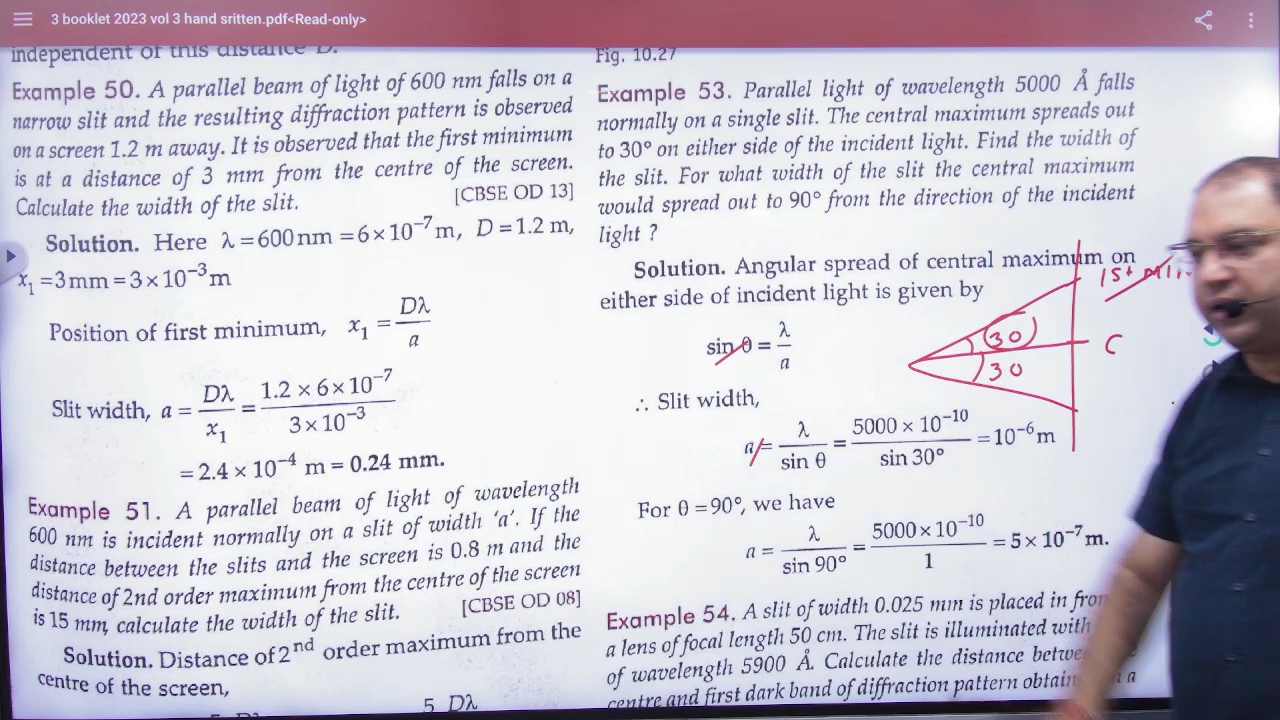 3 booklet 2023 vol 3 hand sritten.pdf<Read-only>
independent of this distance D.
Example 50. A parallel beam of light of 600 nm falls on a
narrow slit and the resulting diffraction pattern is observed
on a screen 1.2 m away. It is observed that the first minimum
is at a distance of 3 mm from the centre of the screen.
Calculate the width of the slit. [CBSE OD 13]
Solution. Here λ = 600 nm = 6 × 10⁻⁷ m, D = 1.2 m,
x₁ = 3 mm = 3 × 10⁻³ m
Position of first minimum, x₁ = Dλ / a
Slit width, a = Dλ / x₁ = 1.2 × 6 × 10⁻⁷ / 3 × 10⁻³
= 2.4 × 10⁻⁴ m = 0.24 mm.
Example 51. A parallel beam of light of wavelength
600 nm is incident normally on a slit of width 'a'. If the
distance between the slits and the screen is 0.8 m and the
distance of 2nd order maximum from the centre of the screen
is 15 mm, calculate the width of the slit. [CBSE OD 08]
Solution. Distance of 2nd order maximum from the
centre of the screen,
5 Dλ 5 Dλ
Fig. 10.27
Example 53. Parallel light of wavelength 5000 Å falls
normally on a single slit. The central maximum spreads out
to 30° on either side of the incident light. Find the width of
the slit. For what width of the slit the central maximum
would spread out to 90° from the direction of the incident
light ?
Solution. Angular spread of central maximum on
either side of incident light is given by
sin θ = λ / a
∴ Slit width,
a = λ / sin θ = 5000 × 10⁻¹⁰ / sin 30° = 10⁻⁶ m
For θ = 90°, we have
a = λ / sin 90° = 5000 × 10⁻¹⁰ / 1 = 5 × 10⁻⁷ m.
Example 54. A slit of width 0.025 mm is placed in
a lens of focal length 50 cm. The slit is illuminated with
of wavelength 5900 Å. Calculate the distance
centre and first dark band of diffraction pattern a
1st Min
30
C
30